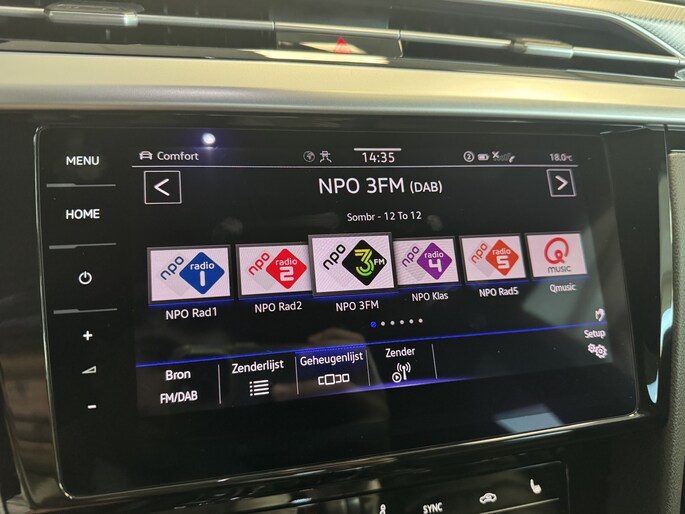 MENU
HOME
Comfort
14:35
2
18.0°C
<
NPO 3FM (DAB)
>
Sombr - 12 To 12
npo radio 1
npo radio 2
npo 3FM
npo radio 4
npo radio 5
Q music
NPO Rad1
NPO Rad2
NPO 3FM
NPO Klas
NPO Rad5
Qmusic
Setup
Bron
FM/DAB
Zenderlijst
Geheugenlijst
Zender
+
-
SYNC